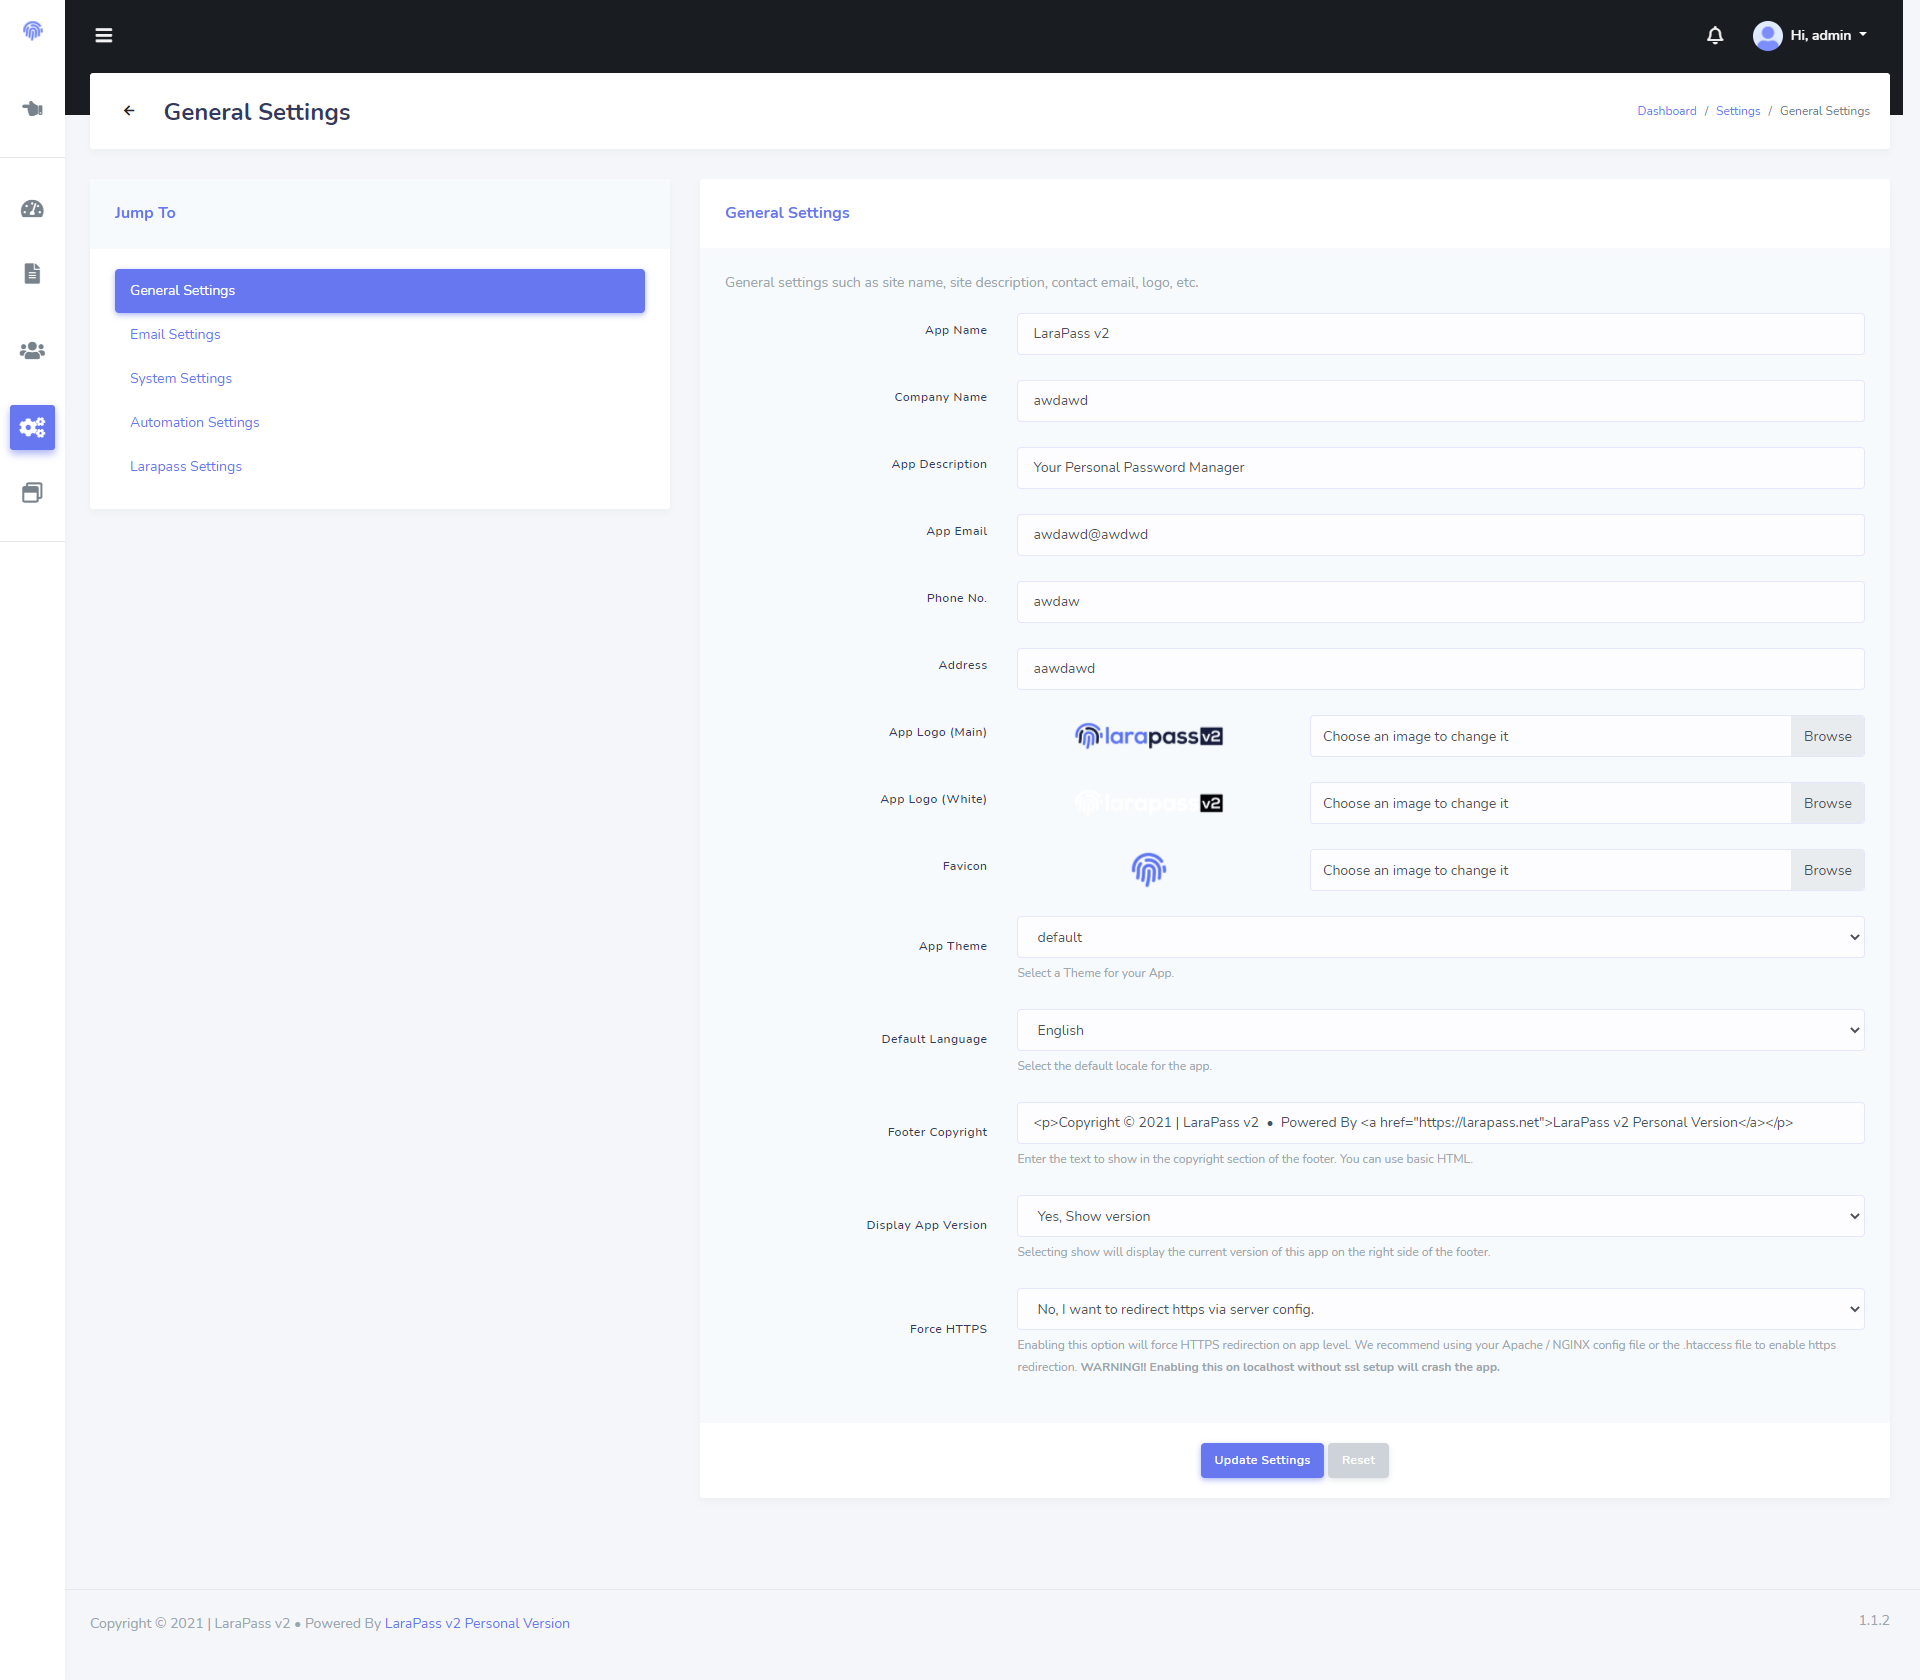 Hi, admin
General Settings
Dashboard / Settings / General Settings
Jump To
General Settings
Email Settings
System Settings
Automation Settings
Larapass Settings
General Settings
General settings such as site name, site description, contact email, logo, etc.
App Name
LaraPass v2
Company Name
awdawd
App Description
Your Personal Password Manager
App Email
awdawd@awdwd
Phone No.
awdaw
Address
aawdawd
App Logo (Main)
larapass v2
Choose an image to change it
Browse
App Logo (White)
larapass v2
Choose an image to change it
Browse
Favicon
Choose an image to change it
Browse
App Theme
default
Select a Theme for your App.
Default Language
English
Select the default locale for the app.
Footer Copyright
<p>Copyright © 2021 | LaraPass v2 • Powered By <a href="https://larapass.net">LaraPass v2 Personal Version</a></p>
Enter the text to show in the copyright section of the footer. You can use basic HTML.
Display App Version
Yes, Show version
Selecting show will display the current version of this app on the right side of the footer.
Force HTTPS
No, I want to redirect https via server config.
Enabling this option will force HTTPS redirection on app level. We recommend using your Apache / NGINX config file or the .htaccess file to enable https
redirection. WARNING!! Enabling this on localhost without ssl setup will crash the app.
Update Settings
Reset
Copyright © 2021 | LaraPass v2 • Powered By LaraPass v2 Personal Version
1.1.2